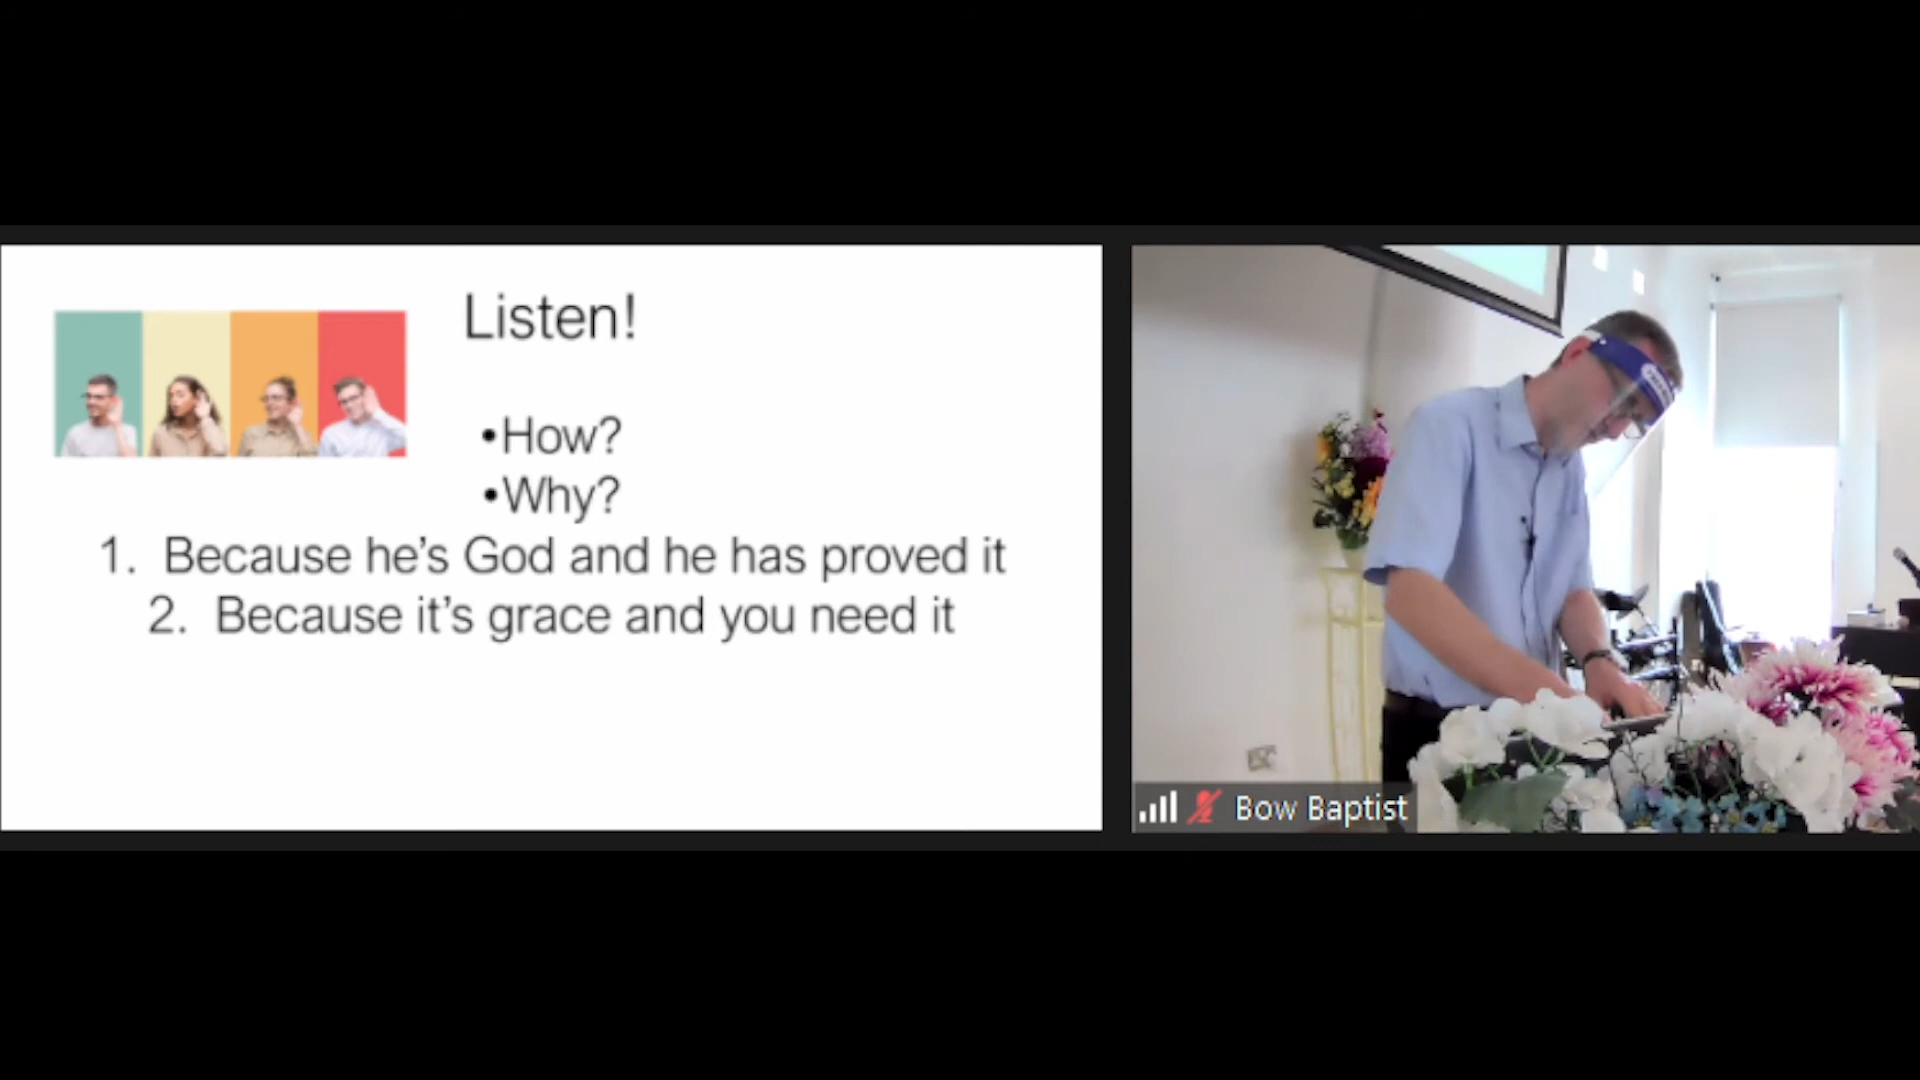 Listen!
•How?
•Why?
1. Because he's God and he has proved it
2. Because it's grace and you need it
Bow Baptist